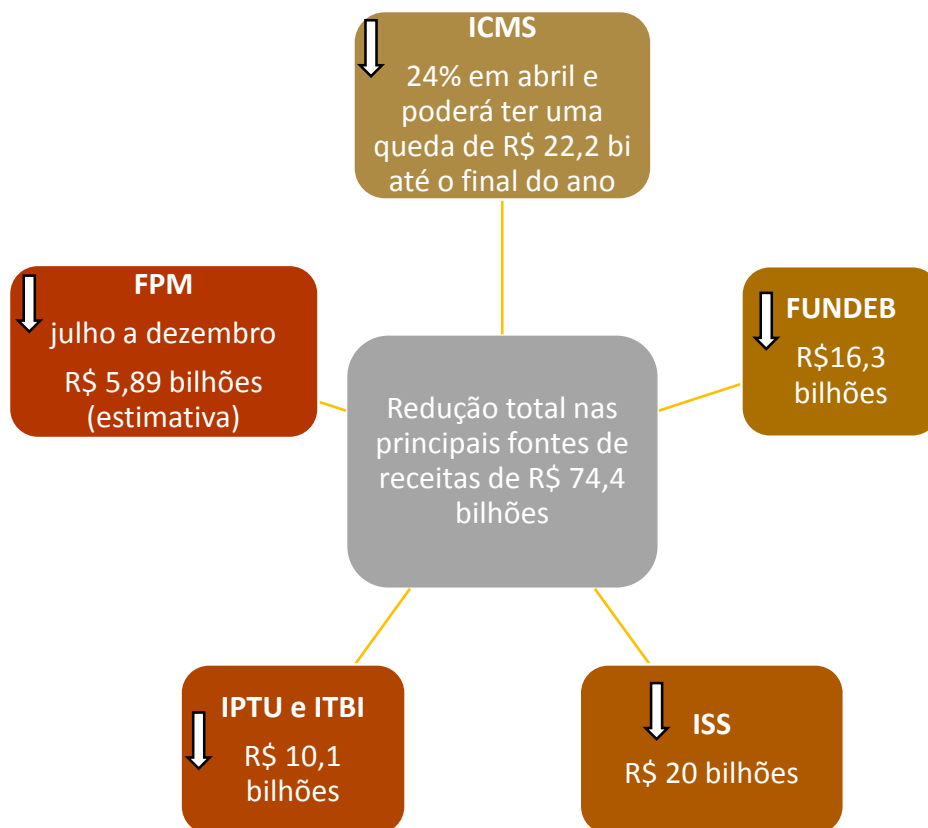 ICMS
24% em abril e
poderá ter uma
queda de R$ 22,2 bi
até o final do ano
FPM
julho a dezembro
R$ 5,89 bilhões
(estimativa)
FUNDEB
R$16,3
bilhões
Redução total nas
principais fontes de
receitas de R$ 74,4
bilhões
IPTU e ITBI
R$ 10,1
bilhões
ISS
R$ 20 bilhões